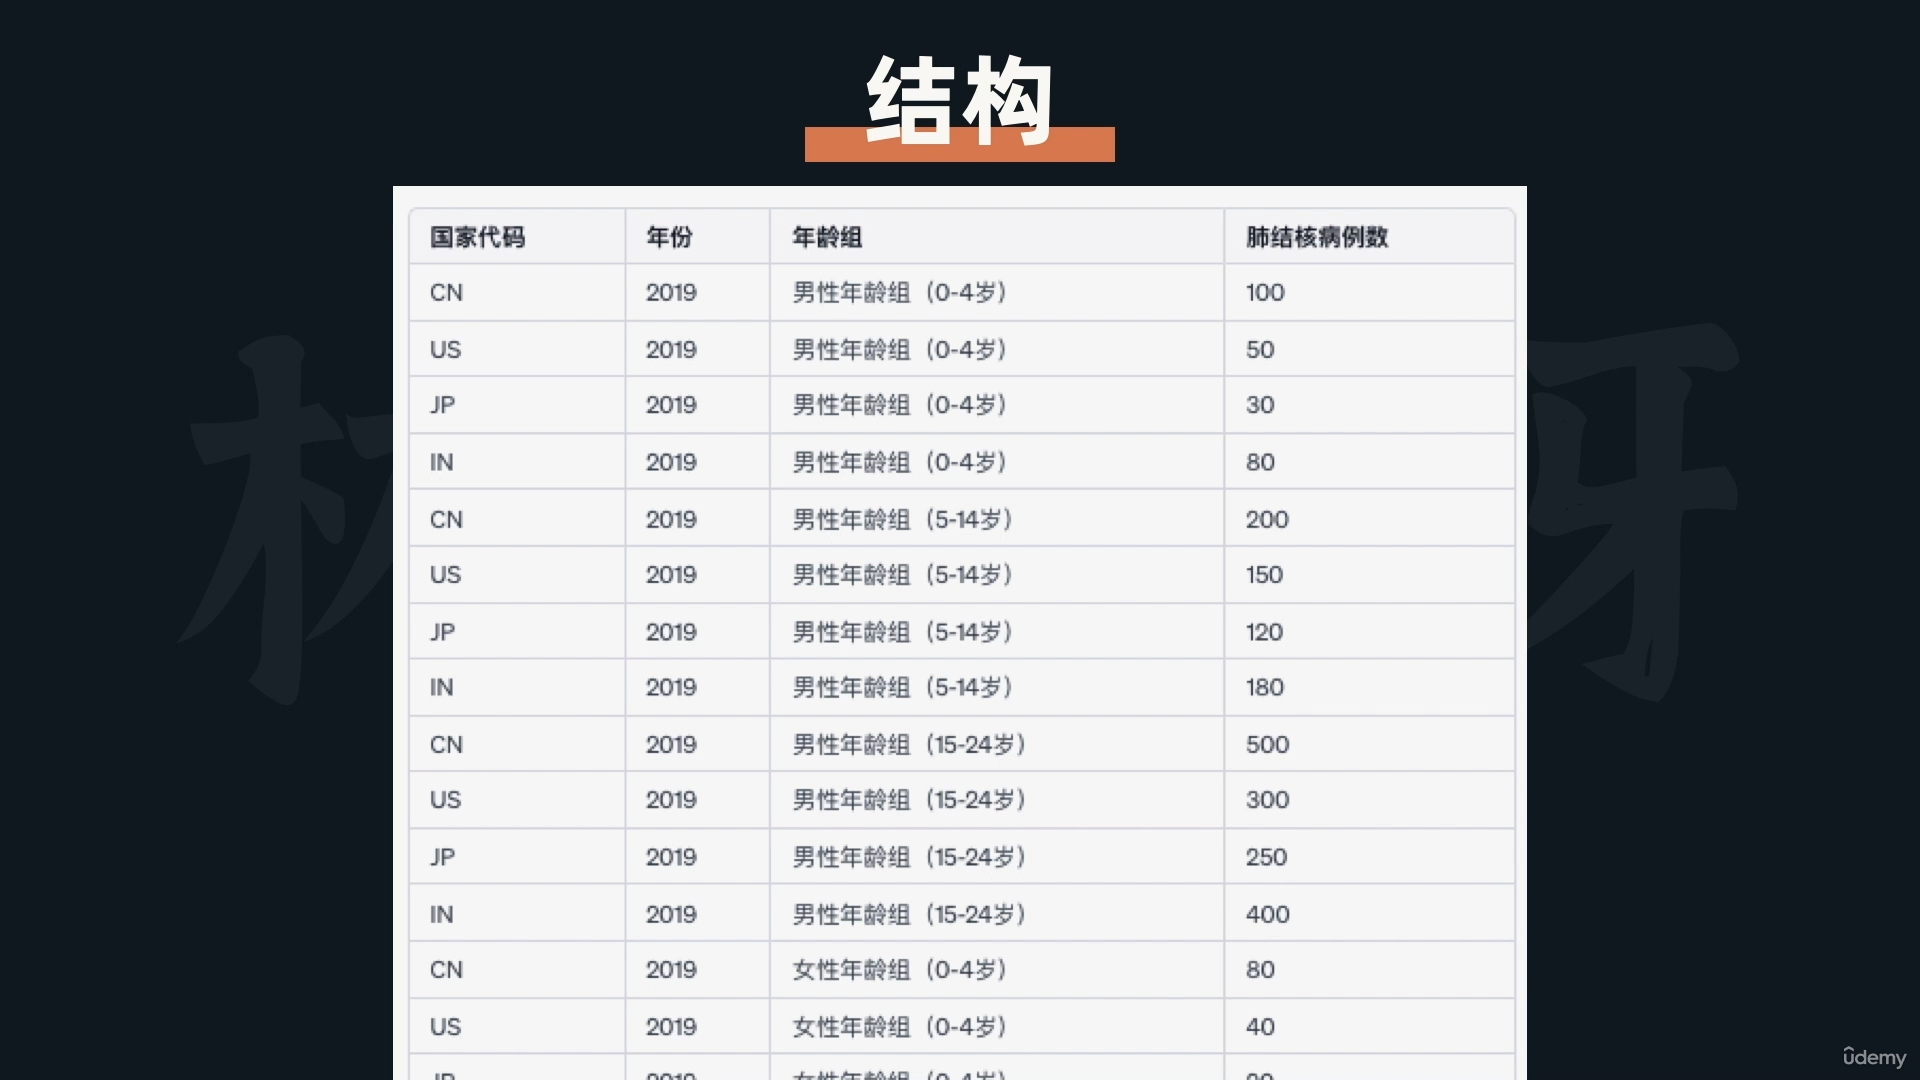 结构
国家代码 年份 年龄组 肺结核病例数
CN 2019 男性年龄组（0-4岁） 100
US 2019 男性年龄组（0-4岁） 50
JP 2019 男性年龄组（0-4岁） 30
IN 2019 男性年龄组（0-4岁） 80
CN 2019 男性年龄组（5-14岁） 200
US 2019 男性年龄组（5-14岁） 150
JP 2019 男性年龄组（5-14岁） 120
IN 2019 男性年龄组（5-14岁） 180
CN 2019 男性年龄组（15-24岁） 500
US 2019 男性年龄组（15-24岁） 300
JP 2019 男性年龄组（15-24岁） 250
IN 2019 男性年龄组（15-24岁） 400
CN 2019 女性年龄组（0-4岁） 80
US 2019 女性年龄组（0-4岁） 40
ûdemy